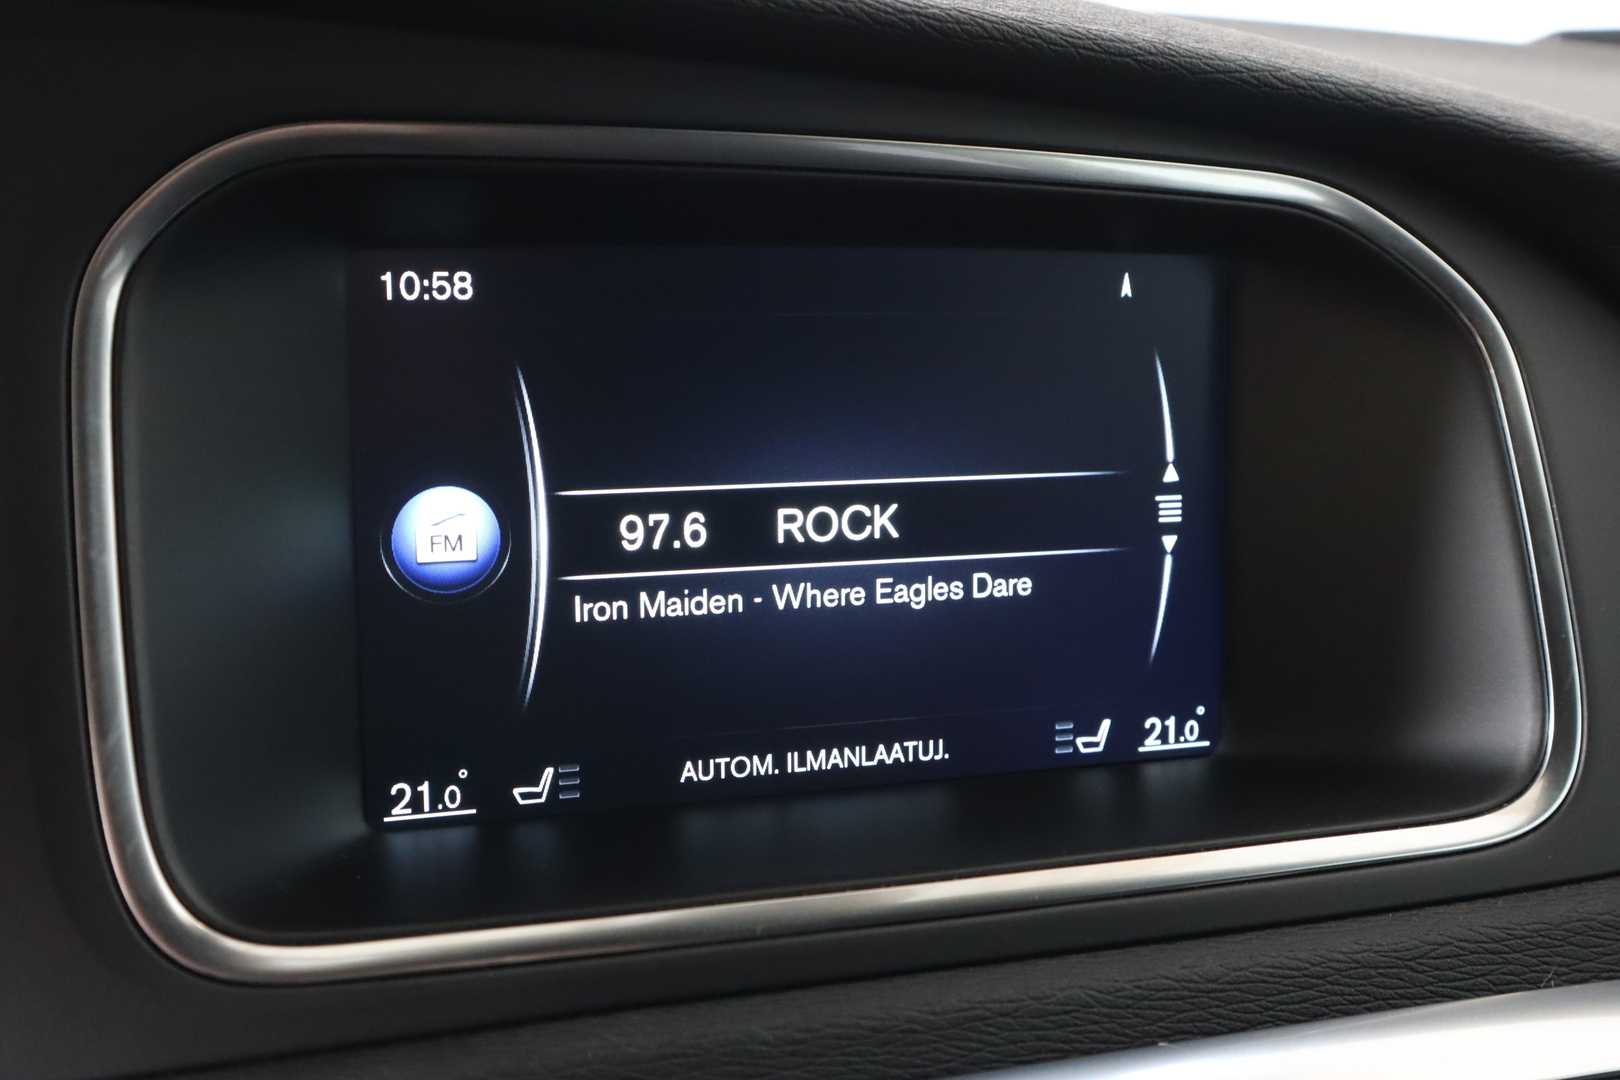 10:58
FM
97.6 ROCK
Iron Maiden - Where Eagles Dare
AUTOM. ILMANLAATUJ.
21.0°
21.0°